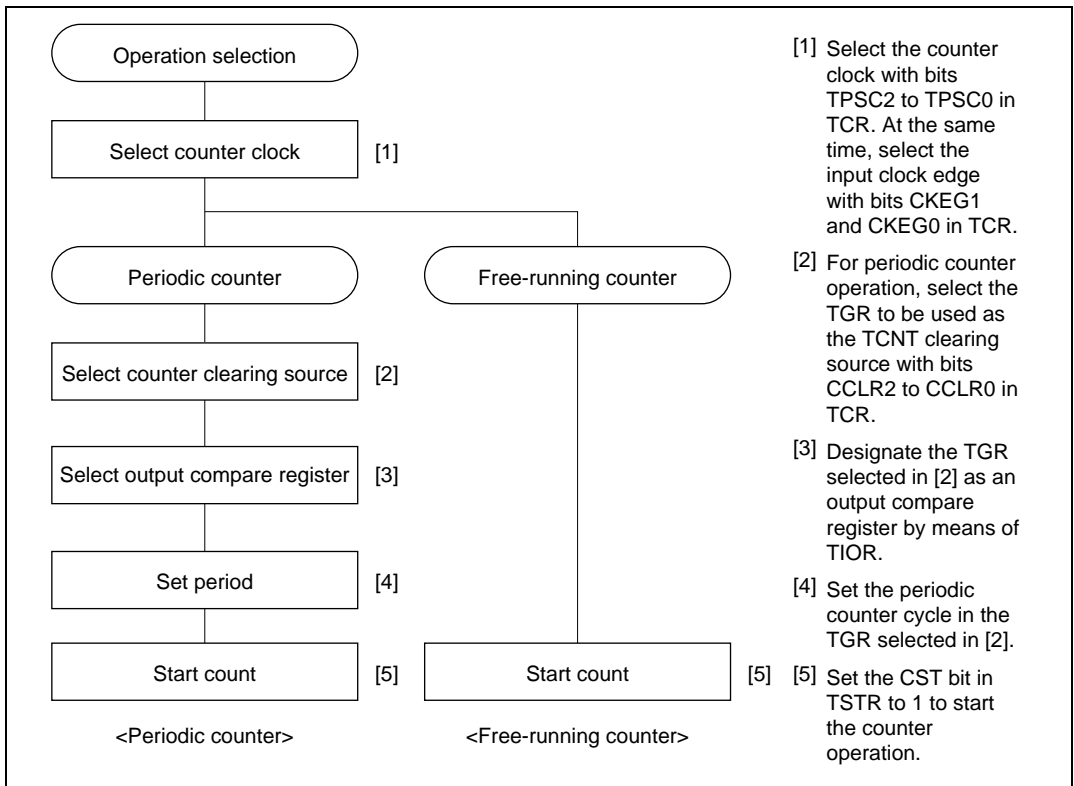 Operation selection
Select counter clock
[1]
Periodic counter
Free-running counter
Select counter clearing source
[2]
Select output compare register
[3]
Set period
[4]
Start count
[5]
Start count
[5]
<Periodic counter>
<Free-running counter>
[1] Select the counter
clock with bits
TPSC2 to TPSC0 in
TCR. At the same
time, select the
input clock edge
with bits CKEG1
and CKEG0 in TCR.
[2] For periodic counter
operation, select the
TGR to be used as
the TCNT clearing
source with bits
CCLR2 to CCLR0 in
TCR.
[3] Designate the TGR
selected in [2] as an
output compare
register by means of
TIOR.
[4] Set the periodic
counter cycle in the
TGR selected in [2].
[5] Set the CST bit in
TSTR to 1 to start
the counter
operation.